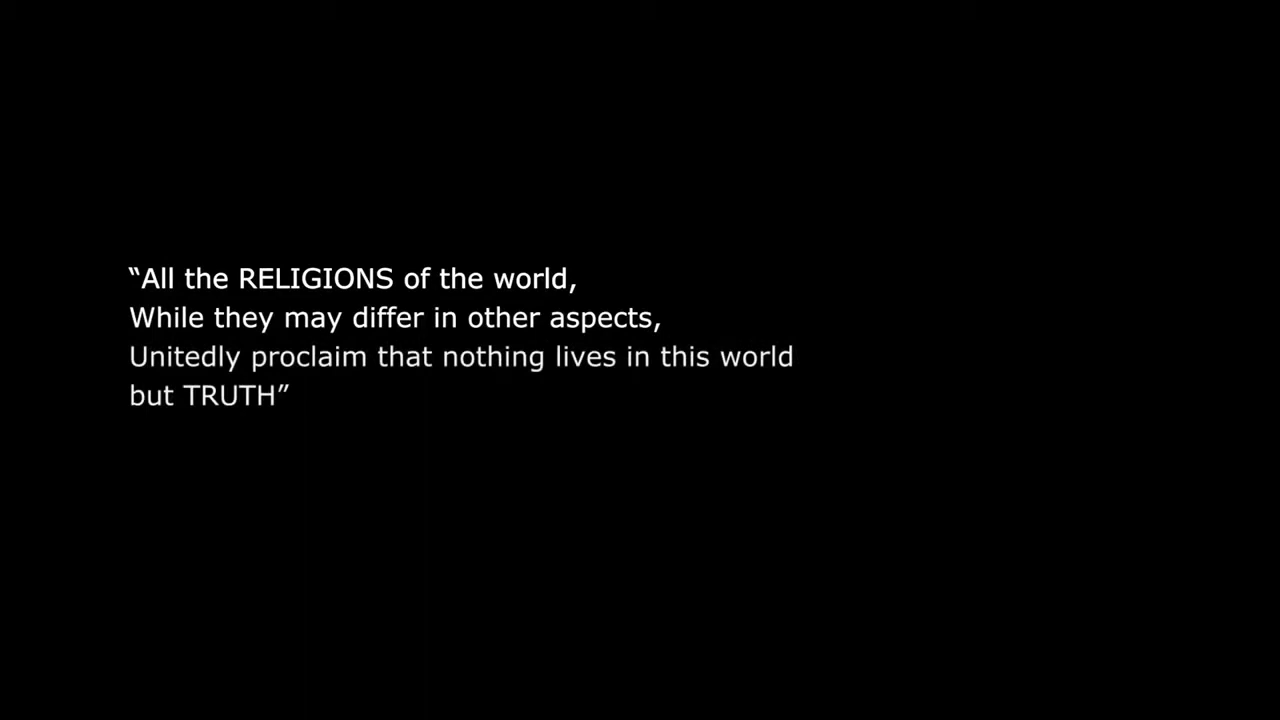 “All the RELIGIONS of the world,
While they may differ in other aspects,
Unitedly proclaim that nothing lives in this world
but TRUTH”